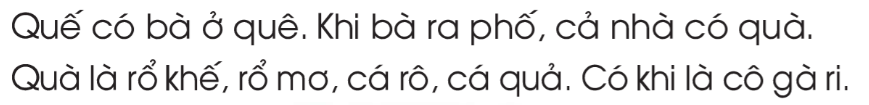 Quế có bà ở quê. Khi bà ra phố, cả nhà có quà.
Quà là rổ khế, rổ mơ, cá rô, cá quả. Có khi là cô gà ri.